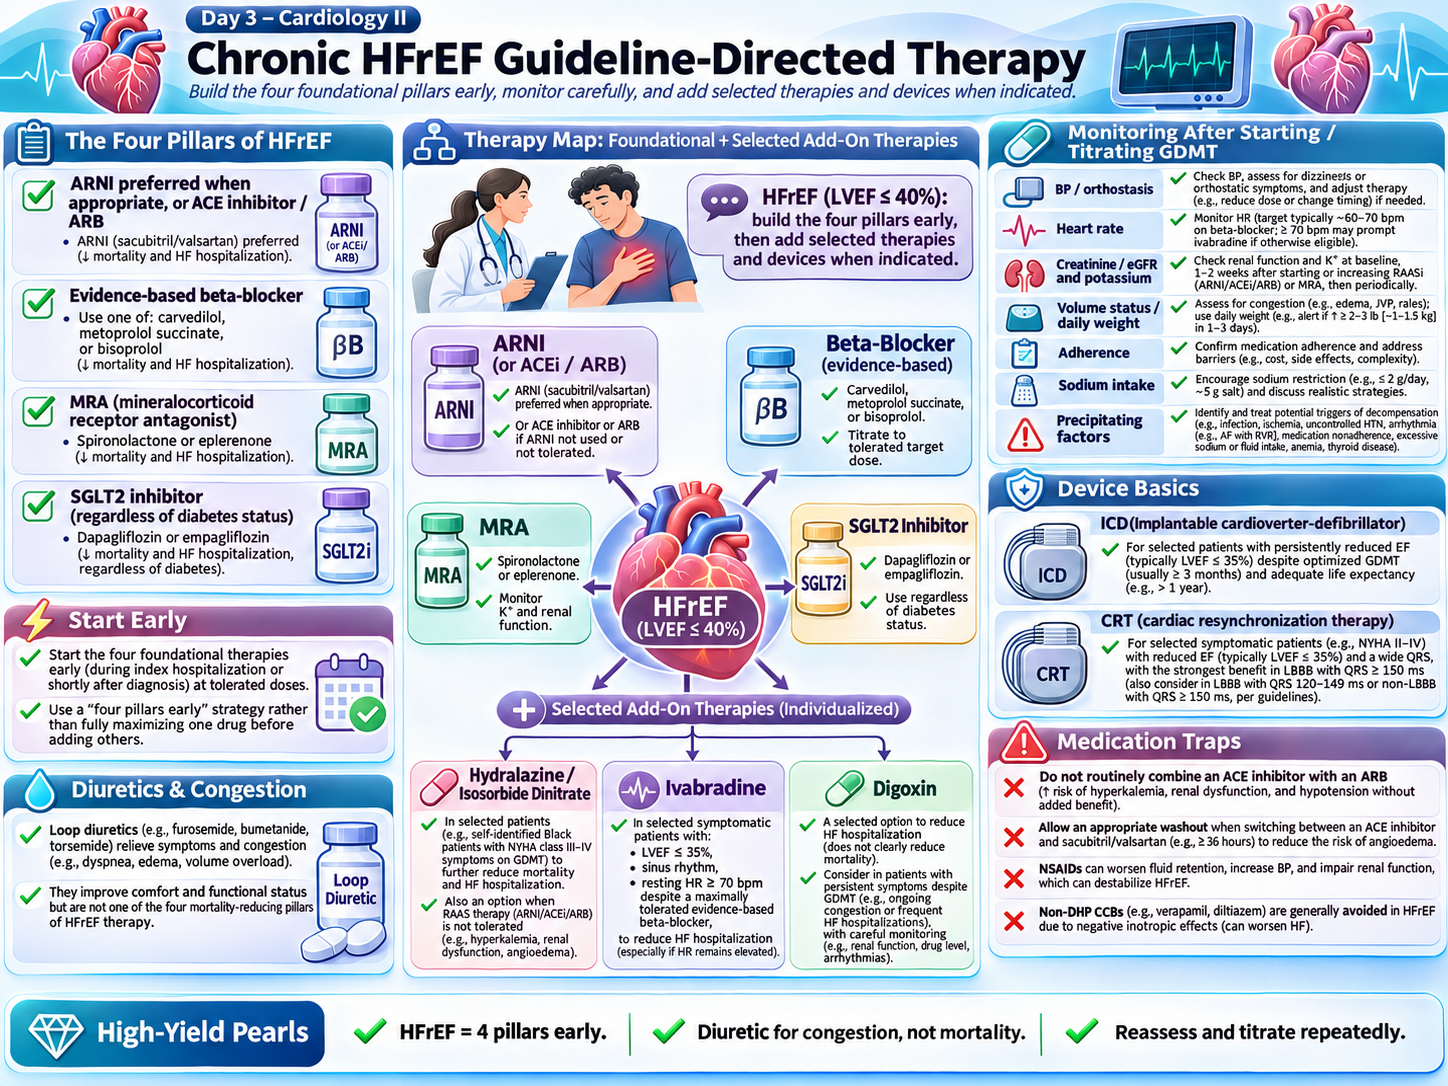 Day 3 – Cardiology II
Chronic HFrEF Guideline-Directed Therapy
Build the four foundational pillars early, monitor carefully, and add selected therapies and devices when indicated.
The Four Pillars of HFrEF
ARNI preferred when
appropriate, or ACE inhibitor /
ARB
• ARNI (sacubitril/valsartan) preferred
(↓ mortality and HF hospitalization).
ARNI
(or ACEi/
ARB)
Evidence-based beta-blocker
• Use one of: carvedilol,
metoprolol succinate,
or bisoprolol
(↓ mortality and HF hospitalization).
βB
MRA (mineralocorticoid
receptor antagonist)
• Spironolactone or eplerenone
(↓ mortality and HF hospitalization).
MRA
SGLT2 inhibitor
(regardless of diabetes status)
• Dapagliflozin or empagliflozin
(↓ mortality and HF hospitalization,
regardless of diabetes).
SGLT2i
Start Early
Start the four foundational therapies
early (during index hospitalization or
shortly after diagnosis) at tolerated doses.
Use a “four pillars early” strategy rather
than fully maximizing one drug before
adding others.
Diuretics & Congestion
Loop diuretics (e.g., furosemide, bumetanide,
torsemide) relieve symptoms and congestion
(e.g., dyspnea, edema, volume overload).
They improve comfort and functional status
but are not one of the four mortality-reducing pillars
of HFrEF therapy.
Loop
Diuretic
Therapy Map: Foundational + Selected Add-On Therapies
HFrEF (LVEF ≤ 40%):
build the four pillars early,
then add selected therapies
and devices when indicated.
ARNI
(or ACEi / ARB)
ARNI
ARNI (sacubitril/valsartan)
preferred when appropriate.
Or ACE inhibitor or ARB
if ARNI not used or
not tolerated.
Beta-Blocker
(evidence-based)
βB
Carvedilol,
metoprolol succinate,
or bisoprolol.
Titrate to
tolerated target
dose.
MRA
MRA
Spironolactone
or eplerenone.
Monitor
K⁺ and renal
function.
HFrEF
(LVEF ≤ 40%)
SGLT2 Inhibitor
SGLT2i
Dapagliflozin or
empagliflozin.
Use regardless
of diabetes
status.
Selected Add-On Therapies (Individualized)
Hydralazine /
Isosorbide Dinitrate
In selected patients
(e.g., self-identified Black
patients with NYHA class III–IV
symptoms on GDMT) to
further reduce mortality
and HF hospitalization.
Also an option when
RAAS therapy (ARNI/ACEi/ARB)
is not tolerated
(e.g., hyperkalemia, renal
dysfunction, angioedema).
Ivabradine
In selected symptomatic
patients with:
• LVEF ≤ 35%,
• sinus rhythm,
• resting HR ≥ 70 bpm
despite a maximally
tolerated evidence-based
beta-blocker,
to reduce HF hospitalization
(especially if HR remains elevated).
Digoxin
A selected option to reduce
HF hospitalization
(does not clearly reduce
mortality).
Consider in patients with
persistent symptoms despite
GDMT (e.g., ongoing
congestion or frequent
HF hospitalizations),
with careful monitoring
(e.g., renal function, drug level,
arrhythmias).
Monitoring After Starting /
Titrating GDMT
BP / orthostasis
Check BP, assess for dizziness or
orthostatic symptoms, and adjust therapy
(e.g., reduce dose or change timing) if needed.
Heart rate
Monitor HR (target typically ~60–70 bpm
on beta-blocker; ≥ 70 bpm may prompt
ivabradine if otherwise eligible).
Creatinine / eGFR
and potassium
Check renal function and K⁺ at baseline,
1–2 weeks after starting or increasing RAASi
(ARNI/ACEi/ARB) or MRA, then periodically.
Volume status /
daily weight
Assess for congestion (e.g., edema, JVP, rales);
use daily weight (e.g., alert if ↑ ≥ 2–3 lb [~1–1.5 kg]
in 1–3 days).
Adherence
Confirm medication adherence and address
barriers (e.g., cost, side effects, complexity).
Sodium intake
Encourage sodium restriction (e.g., ≤ 2 g/day,
~5 g salt) and discuss realistic strategies.
Precipitating
factors
Identify and treat potential triggers of decompensation
(e.g., infection, ischemia, uncontrolled HTN, arrhythmia
[e.g., AF with RVR], medication nonadherence, excessive
sodium or fluid intake, anemia, thyroid disease).
Device Basics
ICD(Implantable cardioverter-defibrillator)
ICD
For selected patients with persistently reduced EF
(typically LVEF ≤ 35%) despite optimized GDMT
(usually ≥ 3 months) and adequate life expectancy
(e.g., > 1 year).
CRT (cardiac resynchronization therapy)
CRT
For selected symptomatic patients (e.g., NYHA II–IV)
with reduced EF (typically LVEF ≤ 35%) and a wide QRS,
with the strongest benefit in LBBB with QRS ≥ 150 ms
(also consider in LBBB with QRS 120–149 ms or non-LBBB
with QRS ≥ 150 ms, per guidelines).
Medication Traps
Do not routinely combine an ACE inhibitor with an ARB
(↑ risk of hyperkalemia, renal dysfunction, and hypotension without
added benefit).
Allow an appropriate washout when switching between an ACE inhibitor
and sacubitril/valsartan (e.g., ≥ 36 hours) to reduce the risk of angioedema.
NSAIDs can worsen fluid retention, increase BP, and impair renal function,
which can destabilize HFrEF.
Non-DHP CCBs (e.g., verapamil, diltiazem) are generally avoided in HFrEF
due to negative inotropic effects (can worsen HF).
High-Yield Pearls
HFrEF = 4 pillars early.
Diuretic for congestion, not mortality.
Reassess and titrate repeatedly.